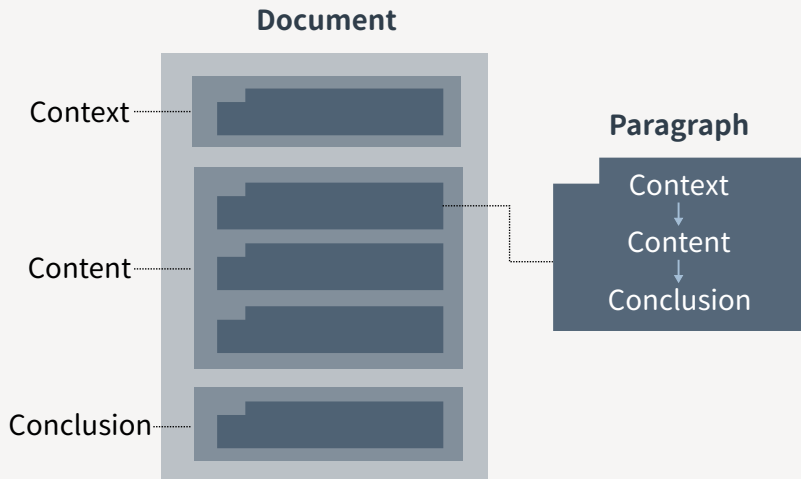 Document
Context
Content
Conclusion
Paragraph
Context
Content
Conclusion